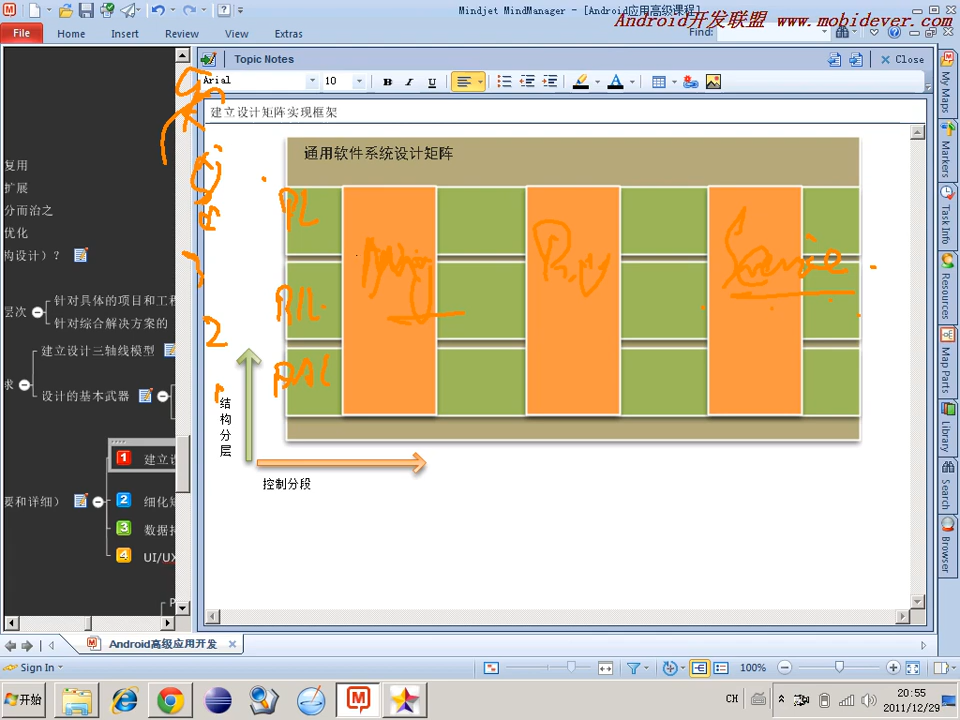 Mindjet MindManager - [Android应用高级课程]
Android开发联盟 www.mobidever.com
File Home Insert Review View Extras Find:
Topic Notes Close
Arial 10 B I U
建立设计矩阵实现框架
通用软件系统设计矩阵
PL
BLL
DAL
Service
2
结构分层
控制分段
复用
扩展
分而治之
优化
构设计）？
层次
针对具体的项目和工程
针对综合解决方案的
求
建立设计三轴线模型
设计的基本武器
1 建立设
要和详细）
2 细化矩
3 数据持
4 UI/UX
P
My Maps
Markers
Task Info
Resources
Map Parts
Library
Search
Browser
Android高级应用开发
Sign In
100%
开始
CH
20:55
2011/12/29